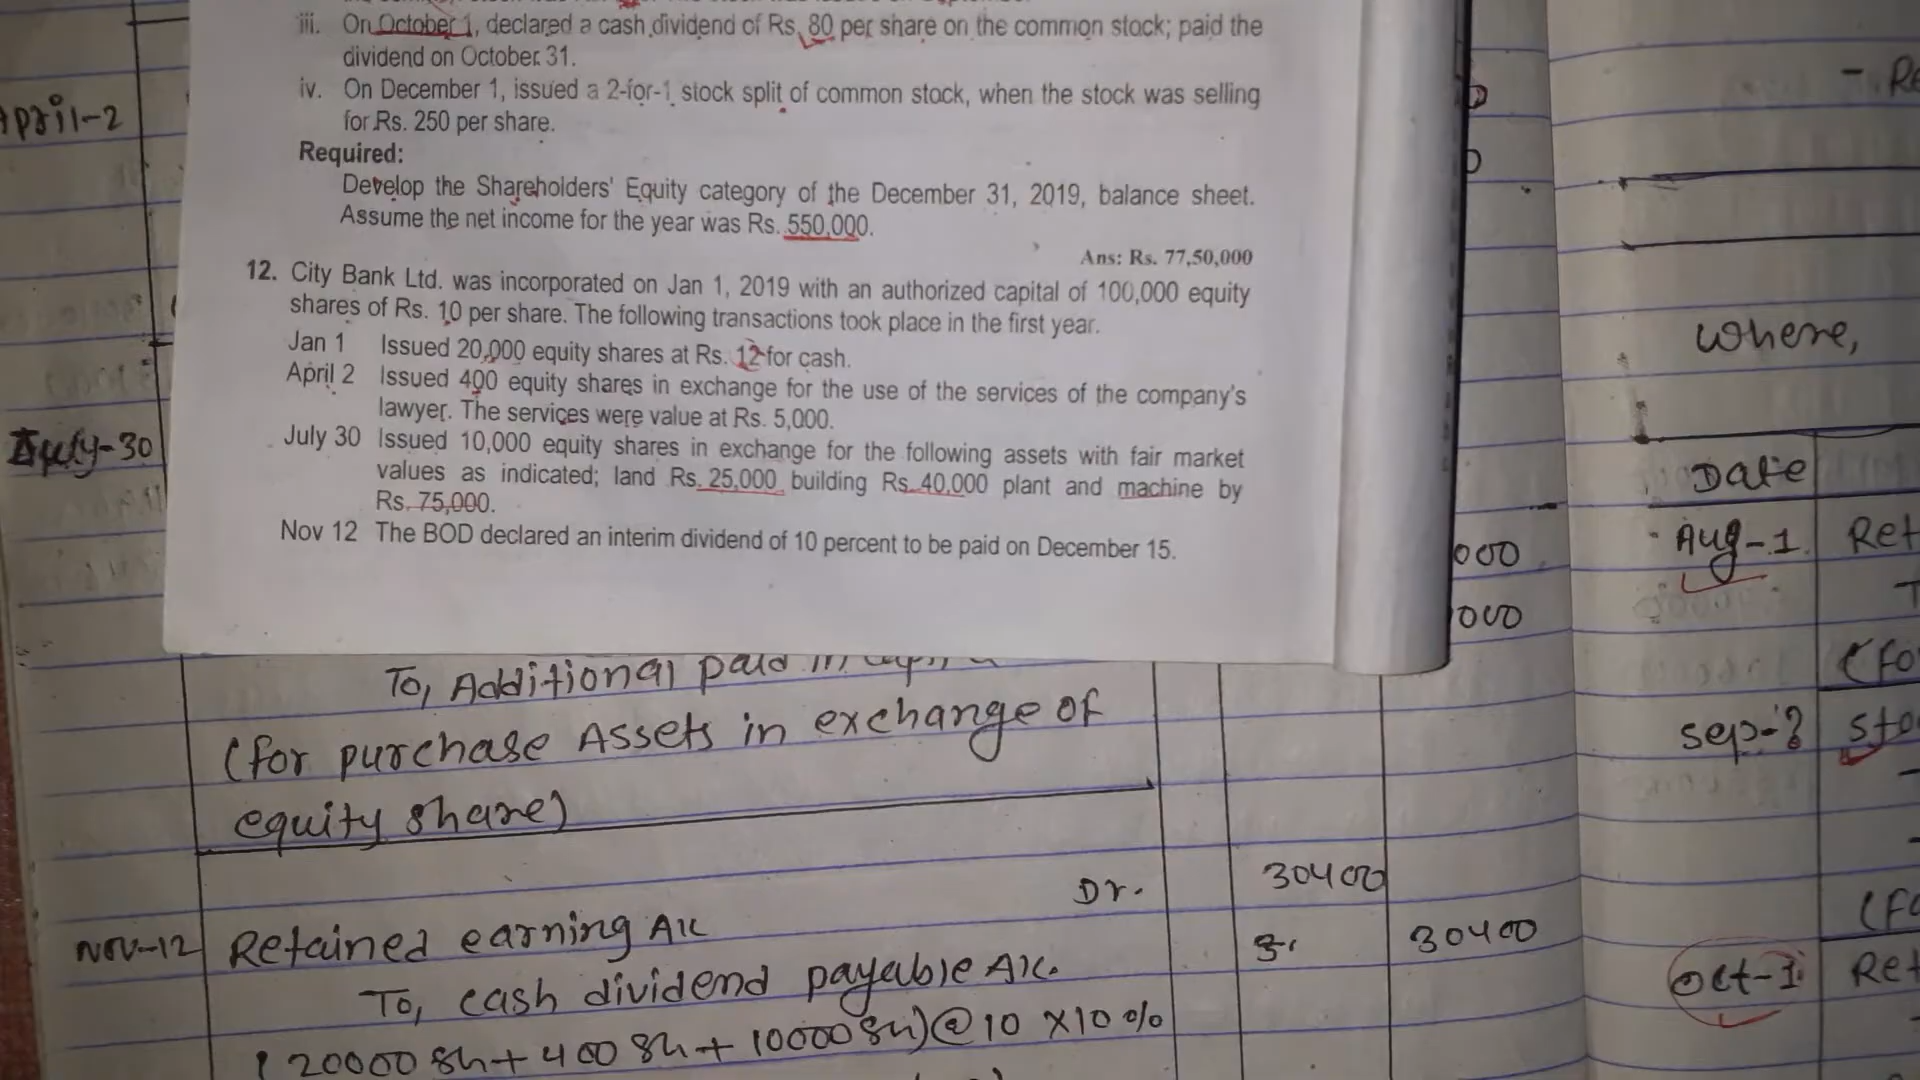 iii. On October 1, declared a cash dividend of Rs. 80 per share on the common stock; paid the
dividend on October 31.
iv. On December 1, issued a 2-for-1 stock split of common stock, when the stock was selling
for Rs. 250 per share.
Required:
Develop the Shareholders' Equity category of the December 31, 2019, balance sheet.
Assume the net income for the year was Rs. 550,000.
Ans: Rs. 77,50,000
12. City Bank Ltd. was incorporated on Jan 1, 2019 with an authorized capital of 100,000 equity
shares of Rs. 10 per share. The following transactions took place in the first year.
Jan 1 Issued 20,000 equity shares at Rs. 12 for cash.
April 2 Issued 400 equity shares in exchange for the use of the services of the company's
lawyer. The services were value at Rs. 5,000.
July 30 Issued 10,000 equity shares in exchange for the following assets with fair market
values as indicated; land Rs. 25,000 building Rs. 40,000 plant and machine by
Rs. 75,000.
Nov 12 The BOD declared an interim dividend of 10 percent to be paid on December 15.
April-2
July-30
000
000
To, Additional paid in
(for purchase Assets in exchange of
equity share)
Nov-12 Retained earning A/c Dr. 30400
To, cash dividend payable A/c. 30400
(20000 sh + 400 sh + 10000 sh) @ 10 x 10%
- Re
where,
Date
Aug-1 Ret
T
(fo
sep-? sto
(fo
Oct-1 Ret